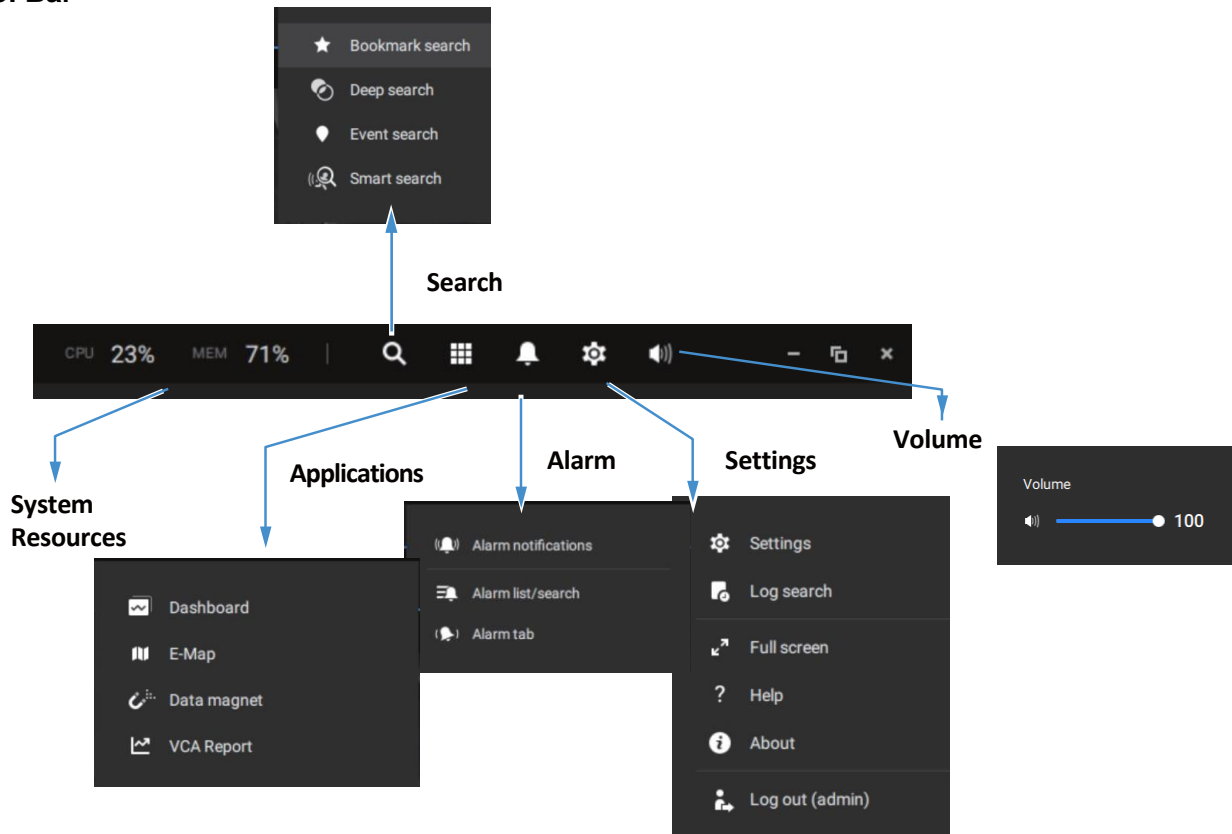 Bar
Bookmark search
Deep search
Event search
Smart search
Search
CPU 23% MEM 71%
Volume
Applications
Alarm
Settings
System
Resources
Volume
100
Alarm notifications
Alarm list/search
Alarm tab
Settings
Log search
Full screen
? Help
About
Log out (admin)
Dashboard
E-Map
Data magnet
VCA Report